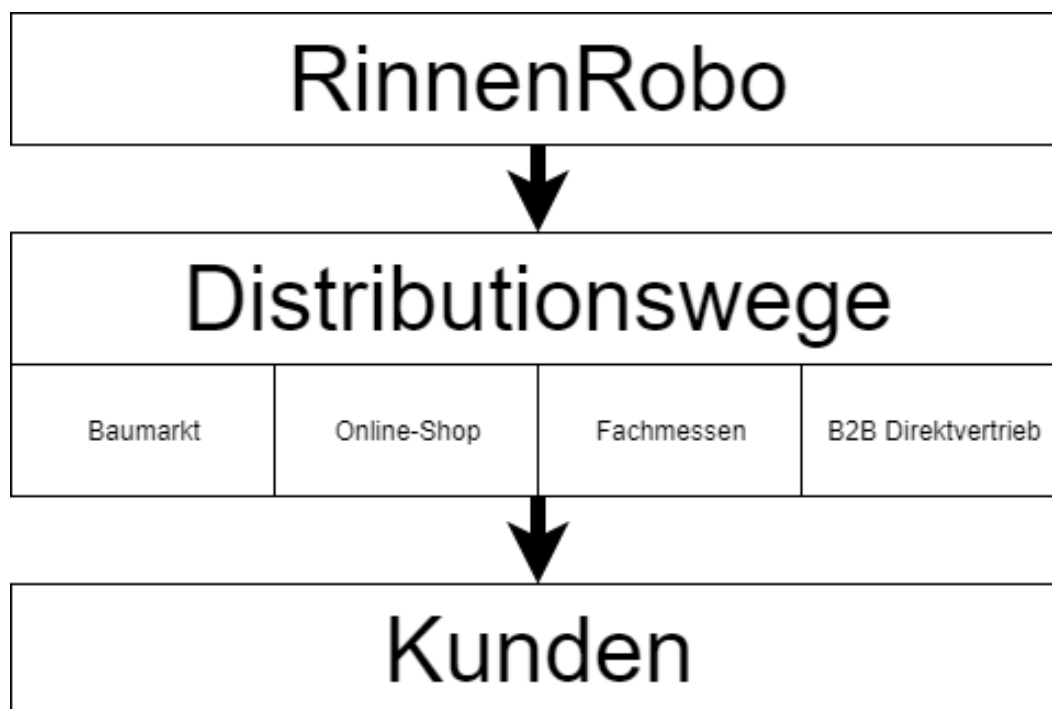 RinnenRobo
Distributionswege
Baumarkt
Online-Shop
Fachmessen
B2B Direktvertrieb
Kunden